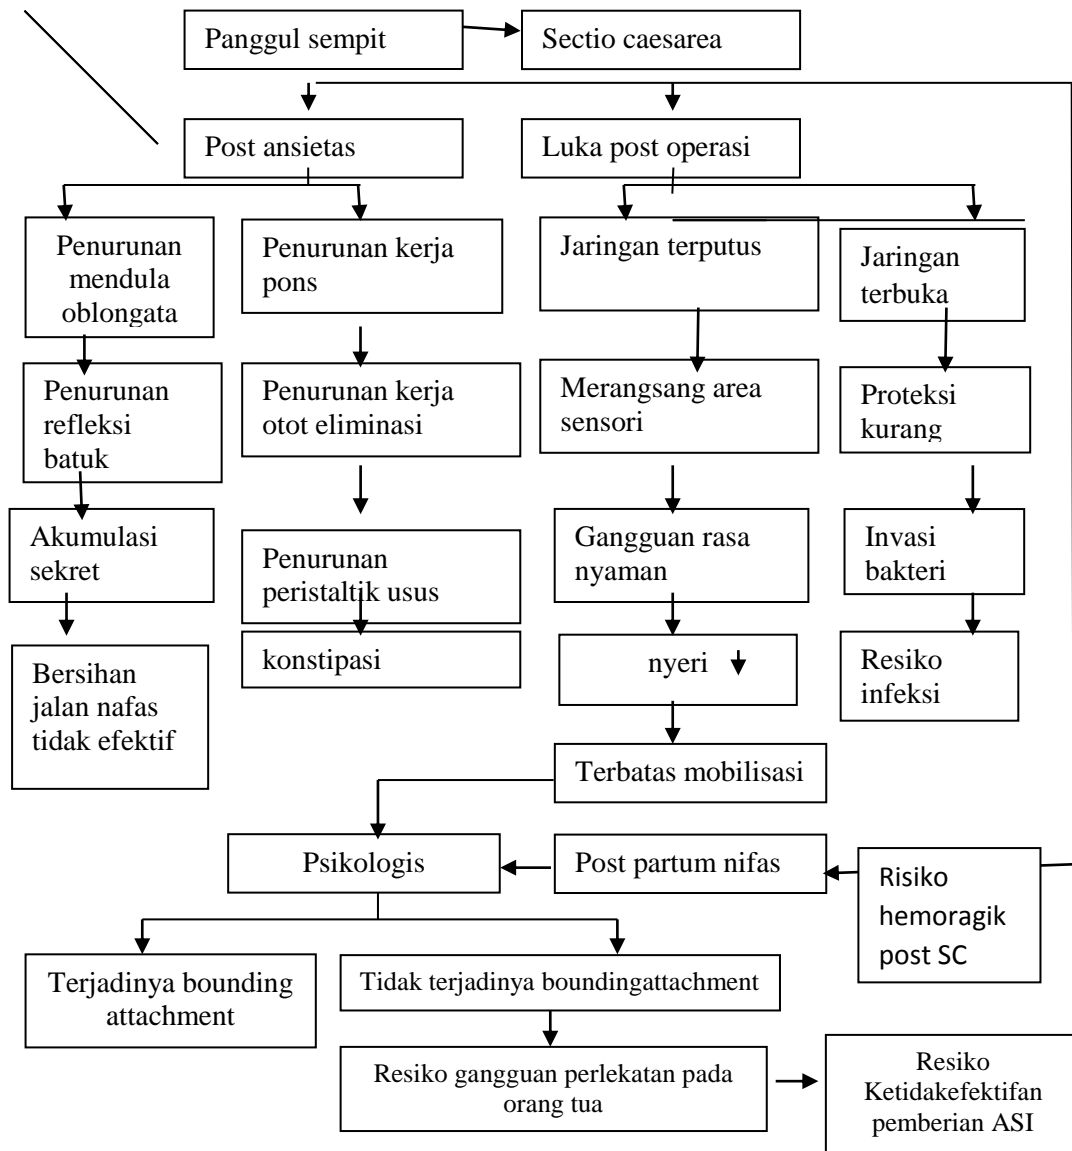 Panggul sempit
Sectio caesarea
Post ansietas
Luka post operasi
Penurunan
mendula
oblongata
Penurunan kerja
pons
Jaringan terputus
Jaringan
terbuka
Penurunan
refleksi
batuk
Penurunan kerja
otot eliminasi
Merangsang area
sensori
Proteksi
kurang
Akumulasi
sekret
Penurunan
peristaltik usus
Gangguan rasa
nyaman
Invasi
bakteri
Bersihan
jalan nafas
tidak efektif
konstipasi
nyeri
Resiko
infeksi
Terbatas mobilisasi
Psikologis
Post partum nifas
Risiko
hemoragik
post SC
Terjadinya bounding
attachment
Tidak terjadinya boundingattachment
Resiko gangguan perlekatan pada
orang tua
Resiko
Ketidakefektifan
pemberian ASI